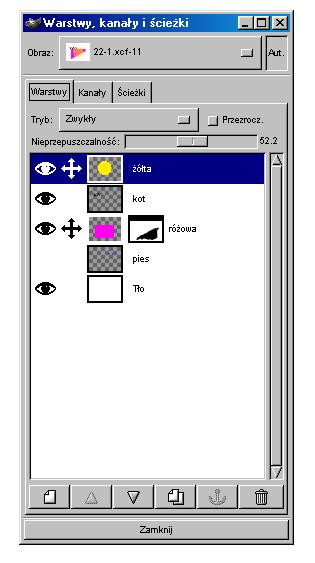 Warstwy, kanały i ścieżki
Obraz: 22-1.xcf-11 Aut.
Warstwy Kanały Ścieżki
Tryb: Zwykły Przezrocz.
Nieprzepuszczalność: 52.2
żółta
kot
różowa
pies
Tło
Zamknij